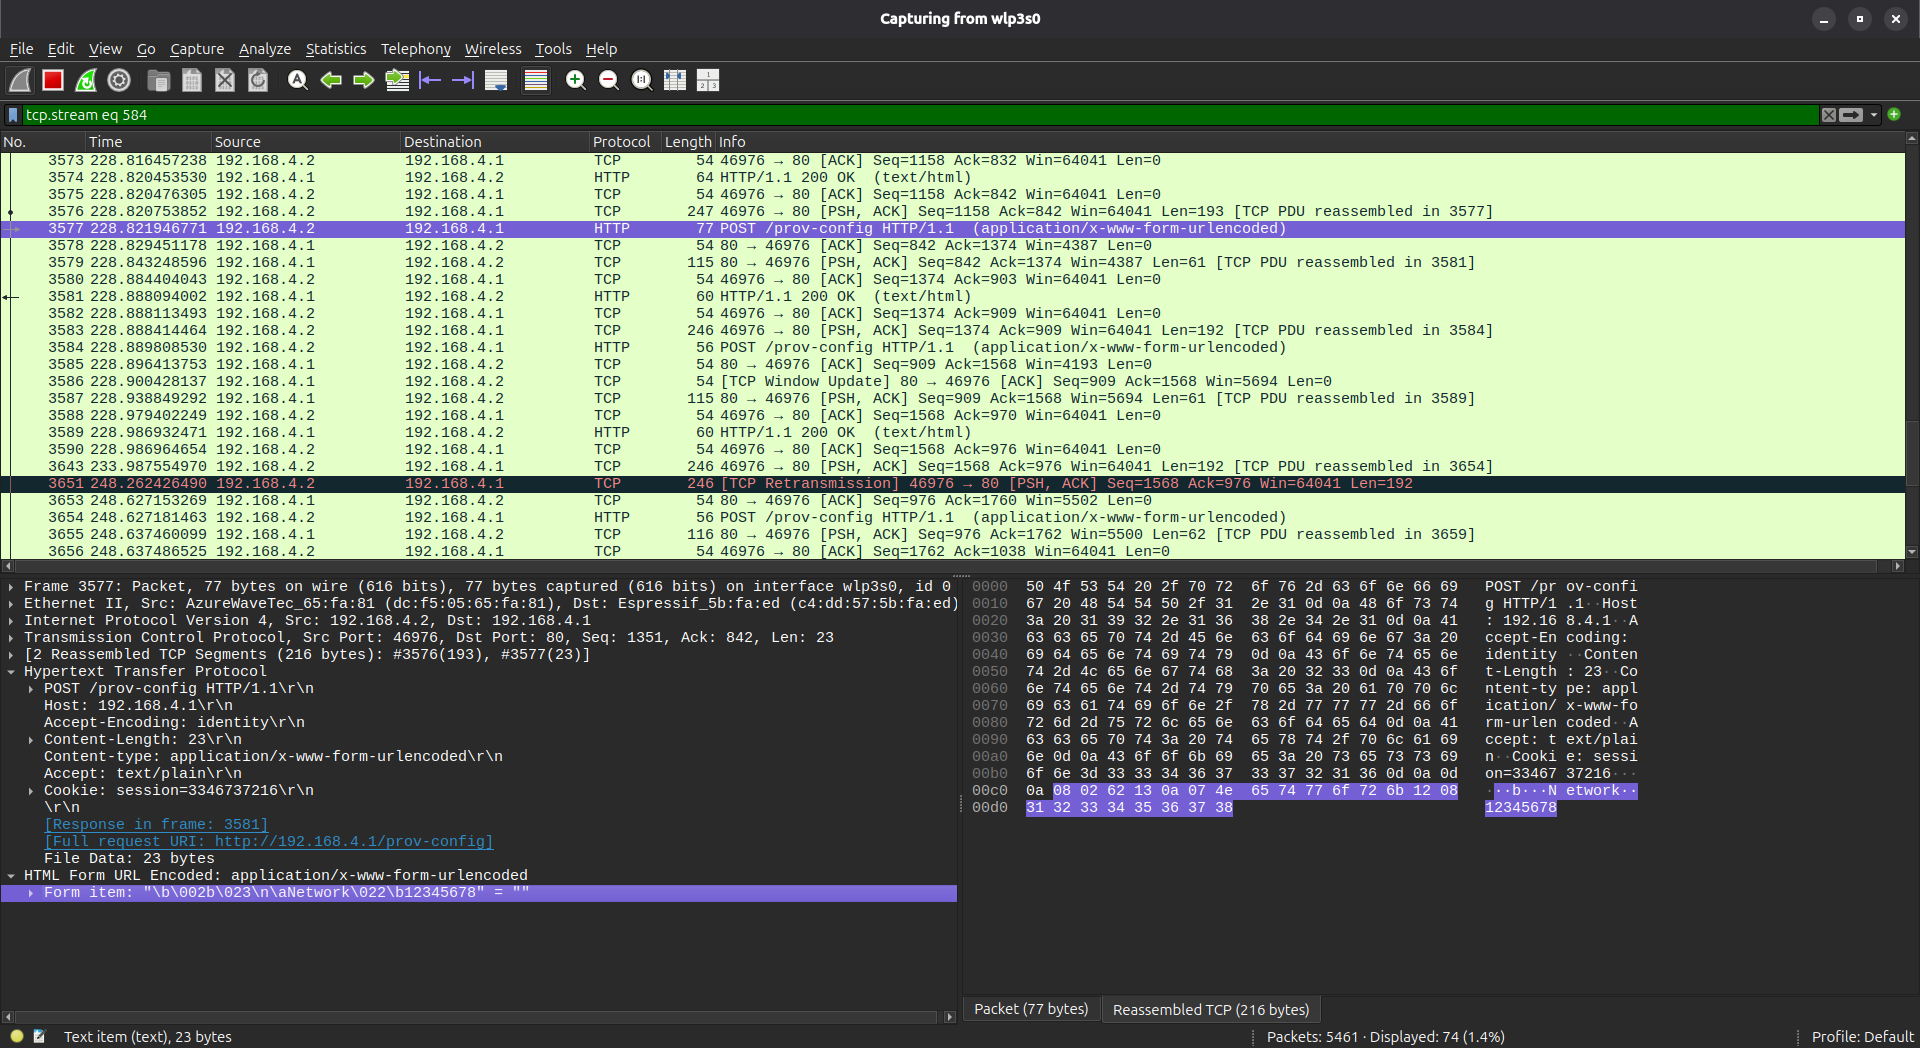 Capturing from wlp3s0
File Edit View Go Capture Analyze Statistics Telephony Wireless Tools Help
tcp.stream eq 584
No. Time Source Destination Protocol Length Info
3573 228.816457238 192.168.4.2 192.168.4.1 TCP 54 46976 → 80 [ACK] Seq=1158 Ack=832 Win=64041 Len=0
3574 228.820453530 192.168.4.1 192.168.4.2 HTTP 64 HTTP/1.1 200 OK (text/html)
3575 228.820476305 192.168.4.2 192.168.4.1 TCP 54 46976 → 80 [ACK] Seq=1158 Ack=842 Win=64041 Len=0
3576 228.820753852 192.168.4.2 192.168.4.1 TCP 247 46976 → 80 [PSH, ACK] Seq=1158 Ack=842 Win=64041 Len=193 [TCP PDU reassembled in 3577]
3577 228.821946771 192.168.4.2 192.168.4.1 HTTP 77 POST /prov-config HTTP/1.1 (application/x-www-form-urlencoded)
3578 228.829451178 192.168.4.1 192.168.4.2 TCP 54 80 → 46976 [ACK] Seq=842 Ack=1374 Win=4387 Len=0
3579 228.843248596 192.168.4.1 192.168.4.2 TCP 115 80 → 46976 [PSH, ACK] Seq=842 Ack=1374 Win=4387 Len=61 [TCP PDU reassembled in 3581]
3580 228.884404043 192.168.4.2 192.168.4.1 TCP 54 46976 → 80 [ACK] Seq=1374 Ack=903 Win=64041 Len=0
3581 228.888094002 192.168.4.1 192.168.4.2 HTTP 60 HTTP/1.1 200 OK (text/html)
3582 228.888113493 192.168.4.2 192.168.4.1 TCP 54 46976 → 80 [ACK] Seq=1374 Ack=909 Win=64041 Len=0
3583 228.888414464 192.168.4.2 192.168.4.1 TCP 246 46976 → 80 [PSH, ACK] Seq=1374 Ack=909 Win=64041 Len=192 [TCP PDU reassembled in 3584]
3584 228.889808530 192.168.4.2 192.168.4.1 HTTP 56 POST /prov-config HTTP/1.1 (application/x-www-form-urlencoded)
3585 228.896413753 192.168.4.1 192.168.4.2 TCP 54 80 → 46976 [ACK] Seq=909 Ack=1568 Win=4193 Len=0
3586 228.900428137 192.168.4.1 192.168.4.2 TCP 54 [TCP Window Update] 80 → 46976 [ACK] Seq=909 Ack=1568 Win=5694 Len=0
3587 228.938849292 192.168.4.1 192.168.4.2 TCP 115 80 → 46976 [PSH, ACK] Seq=909 Ack=1568 Win=5694 Len=61 [TCP PDU reassembled in 3589]
3588 228.979402249 192.168.4.2 192.168.4.1 TCP 54 46976 → 80 [ACK] Seq=1568 Ack=970 Win=64041 Len=0
3589 228.986932471 192.168.4.1 192.168.4.2 HTTP 60 HTTP/1.1 200 OK (text/html)
3590 228.986964654 192.168.4.2 192.168.4.1 TCP 54 46976 → 80 [ACK] Seq=1568 Ack=976 Win=64041 Len=0
3643 233.987554970 192.168.4.2 192.168.4.1 TCP 246 46976 → 80 [PSH, ACK] Seq=1568 Ack=976 Win=64041 Len=192 [TCP PDU reassembled in 3654]
3651 248.262426490 192.168.4.2 192.168.4.1 TCP 246 [TCP Retransmission] 46976 → 80 [PSH, ACK] Seq=1568 Ack=976 Win=64041 Len=192
3653 248.627153269 192.168.4.1 192.168.4.2 TCP 54 80 → 46976 [ACK] Seq=976 Ack=1760 Win=5502 Len=0
3654 248.627181463 192.168.4.2 192.168.4.1 HTTP 56 POST /prov-config HTTP/1.1 (application/x-www-form-urlencoded)
3655 248.637460099 192.168.4.1 192.168.4.2 TCP 116 80 → 46976 [PSH, ACK] Seq=976 Ack=1762 Win=5500 Len=62 [TCP PDU reassembled in 3659]
3656 248.637486525 192.168.4.2 192.168.4.1 TCP 54 46976 → 80 [ACK] Seq=1762 Ack=1038 Win=64041 Len=0
Frame 3577: Packet, 77 bytes on wire (616 bits), 77 bytes captured (616 bits) on interface wlp3s0, id 0
Ethernet II, Src: AzureWaveTec_65:fa:81 (dc:f5:05:65:fa:81), Dst: Espressif_5b:fa:ed (c4:dd:57:5b:fa:ed)
Internet Protocol Version 4, Src: 192.168.4.2, Dst: 192.168.4.1
Transmission Control Protocol, Src Port: 46976, Dst Port: 80, Seq: 1351, Ack: 842, Len: 23
[2 Reassembled TCP Segments (216 bytes): #3576(193), #3577(23)]
Hypertext Transfer Protocol
POST /prov-config HTTP/1.1\r\n
Host: 192.168.4.1\r\n
Accept-Encoding: identity\r\n
Content-Length: 23\r\n
Content-type: application/x-www-form-urlencoded\r\n
Accept: text/plain\r\n
Cookie: session=3346737216\r\n
\r\n
[Response in frame: 3581]
[Full request URI: http://192.168.4.1/prov-config]
File Data: 23 bytes
HTML Form URL Encoded: application/x-www-form-urlencoded
Form item: "\b\002b\023\n\aNetwork\022\b12345678" = ""
0000 50 4f 53 54 20 2f 70 72 6f 76 2d 63 6f 6e 66 69 POST /pr ov-confi
0010 67 20 48 54 54 50 2f 31 2e 31 0d 0a 48 6f 73 74 g HTTP/1 .1··Host
0020 3a 20 31 39 32 2e 31 36 38 2e 34 2e 31 0d 0a 41 : 192.16 8.4.1··A
0030 63 63 65 70 74 2d 45 6e 63 6f 64 69 6e 67 3a 20 ccept-En coding:
0040 69 64 65 6e 74 69 74 79 0d 0a 43 6f 6e 74 65 6e identity ··Conten
0050 74 2d 4c 65 6e 67 74 68 3a 20 32 33 0d 0a 43 6f t-Length : 23··Co
0060 6e 74 65 6e 74 2d 74 79 70 65 3a 20 61 70 70 6c ntent-ty pe: appl
0070 69 63 61 74 69 6f 6e 2f 78 2d 77 77 77 2d 66 6f ication/ x-www-fo
0080 72 6d 2d 75 72 6c 65 6e 63 6f 64 65 64 0d 0a 41 rm-urlen coded··A
0090 63 63 65 70 74 3a 20 74 65 78 74 2f 70 6c 61 69 ccept: t ext/plai
00a0 6e 0d 0a 43 6f 6f 6b 69 65 3a 20 73 65 73 73 69 n··Cooki e: sessi
00b0 6f 6e 3d 33 33 34 36 37 33 37 32 31 36 0d 0a 0d on=33467 37216···
00c0 0a 08 02 62 13 0a 07 4e 65 74 77 6f 72 6b 12 08 ···b···N etwork··
00d0 31 32 33 34 35 36 37 38 12345678
Packet (77 bytes) Reassembled TCP (216 bytes)
Text item (text), 23 bytes Packets: 5461 · Displayed: 74 (1.4%) Profile: Default